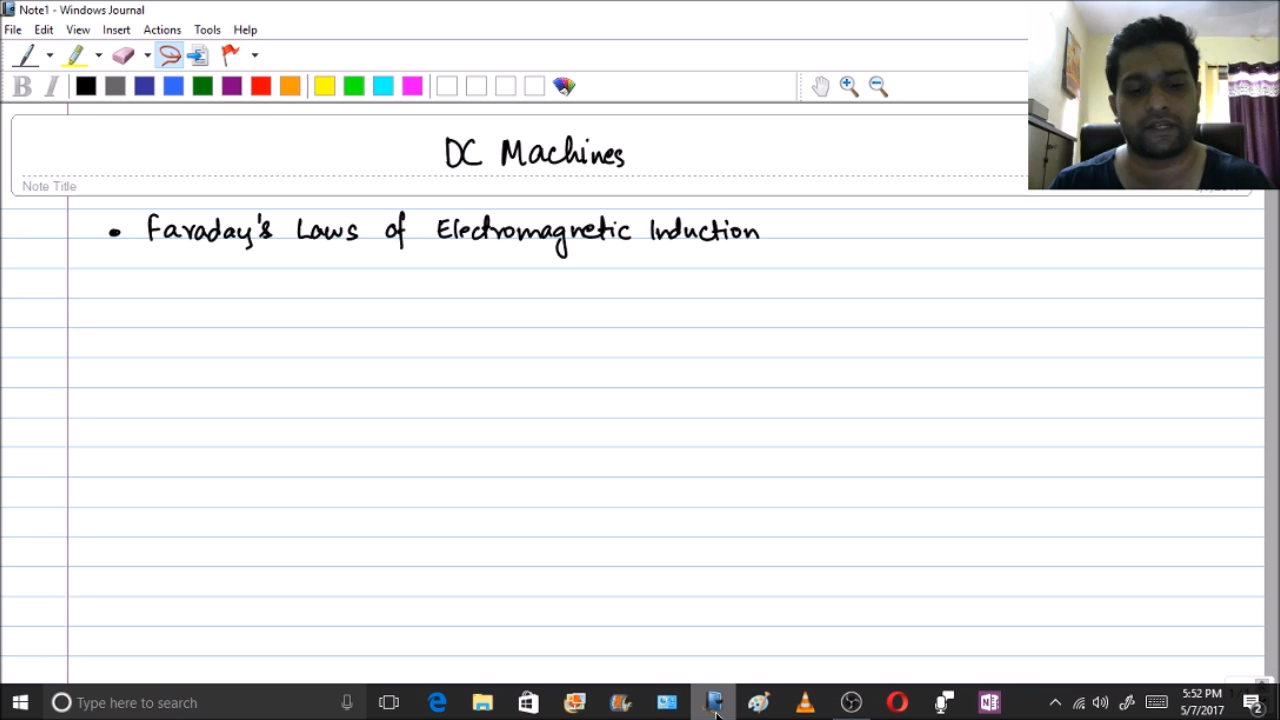 Note1 - Windows Journal
File Edit View Insert Actions Tools Help
B I
DC Machines
Note Title
• Faraday's Laws of Electromagnetic Induction
Type here to search
5:52 PM
5/7/2017
2